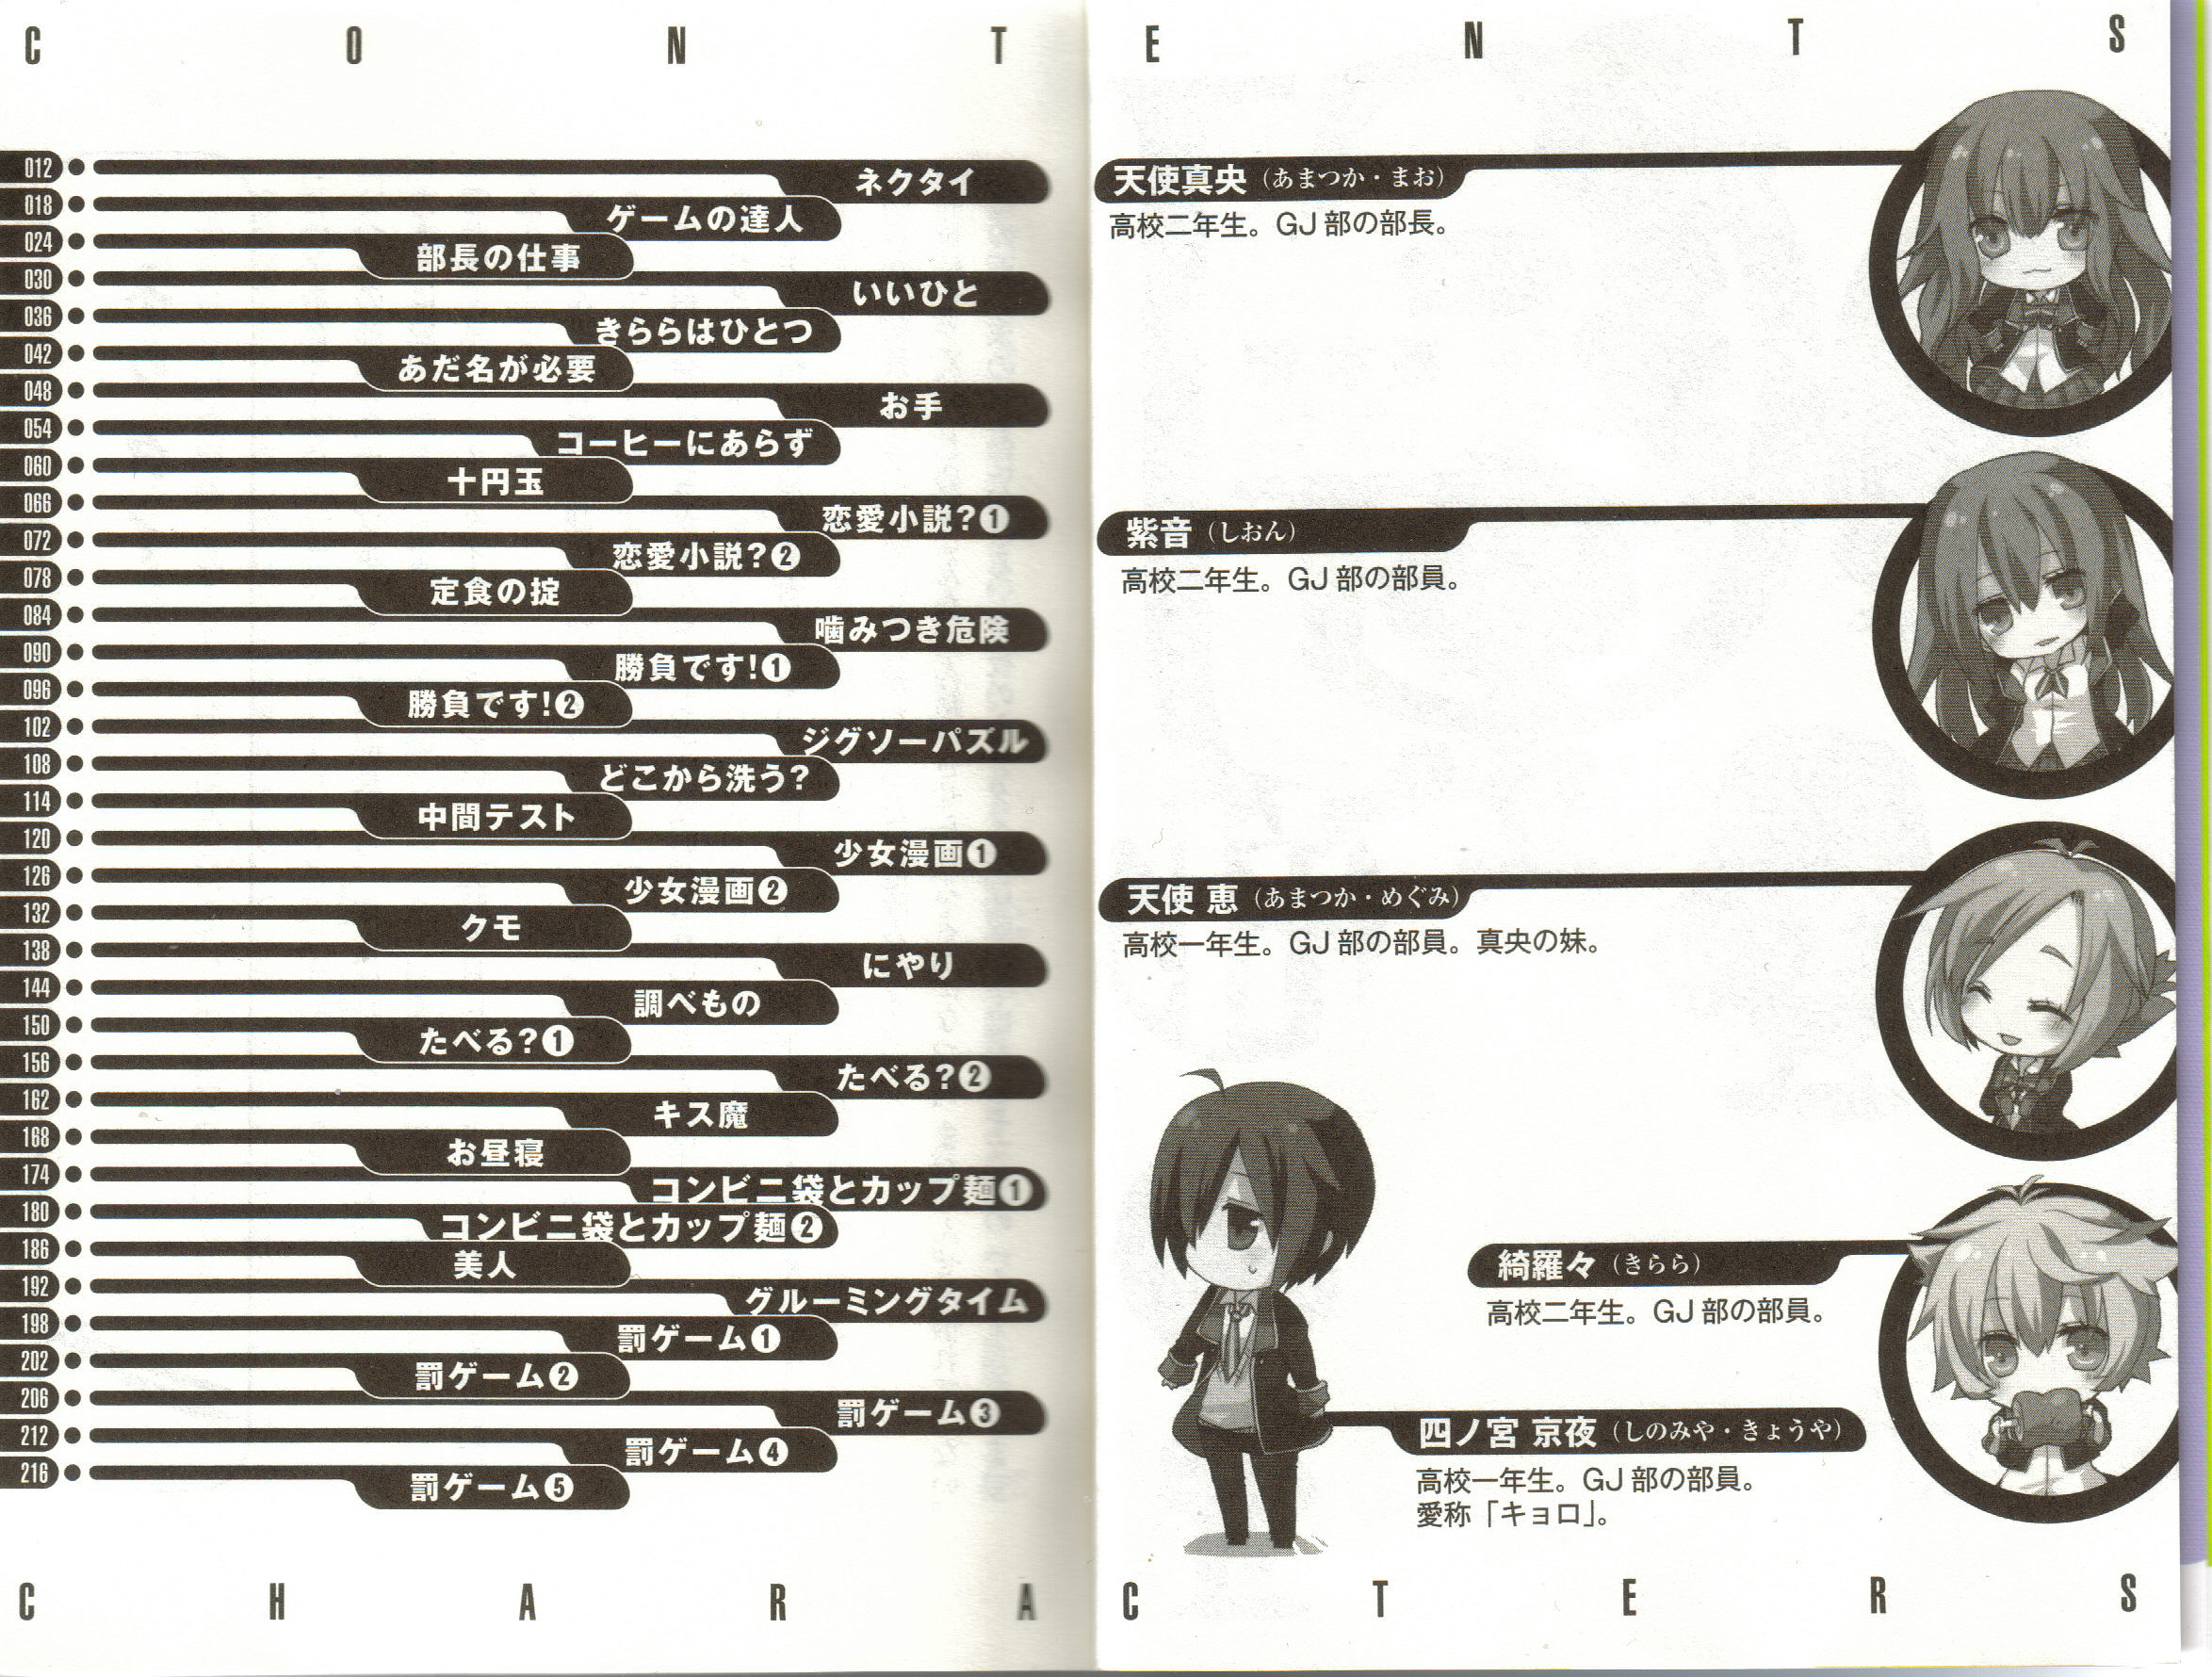 CONTENTS
012 ネクタイ
018 ゲームの達人
024 部長の仕事
030 いいひと
036 きららはひとつ
042 あだ名が必要
048 お手
054 コーヒーにあらず
060 十円玉
066 恋愛小説?❶
072 恋愛小説?❷
078 定食の掟
084 噛みつき危険
090 勝負です!❶
096 勝負です!❷
102 ジグソーパズル
108 どこから洗う?
114 中間テスト
120 少女漫画❶
126 少女漫画❷
132 クモ
138 にやり
144 調べもの
150 たべる?❶
156 たべる?❷
162 キス魔
168 お昼寝
174 コンビニ袋とカップ麺❶
180 コンビニ袋とカップ麺❷
186 美人
192 グルーミングタイム
198 罰ゲーム❶
202 罰ゲーム❷
206 罰ゲーム❸
212 罰ゲーム❹
216 罰ゲーム❺
天使真央（あまつか・まお）
高校二年生。GJ部の部長。
紫音（しおん）
高校二年生。GJ部の部員。
天使 恵（あまつか・めぐみ）
高校一年生。GJ部の部員。真央の妹。
綺羅々（きらら）
高校二年生。GJ部の部員。
四ノ宮 京夜（しのみや・きょうや）
高校一年生。GJ部の部員。
愛称「キョロ」。
CHARACTERS